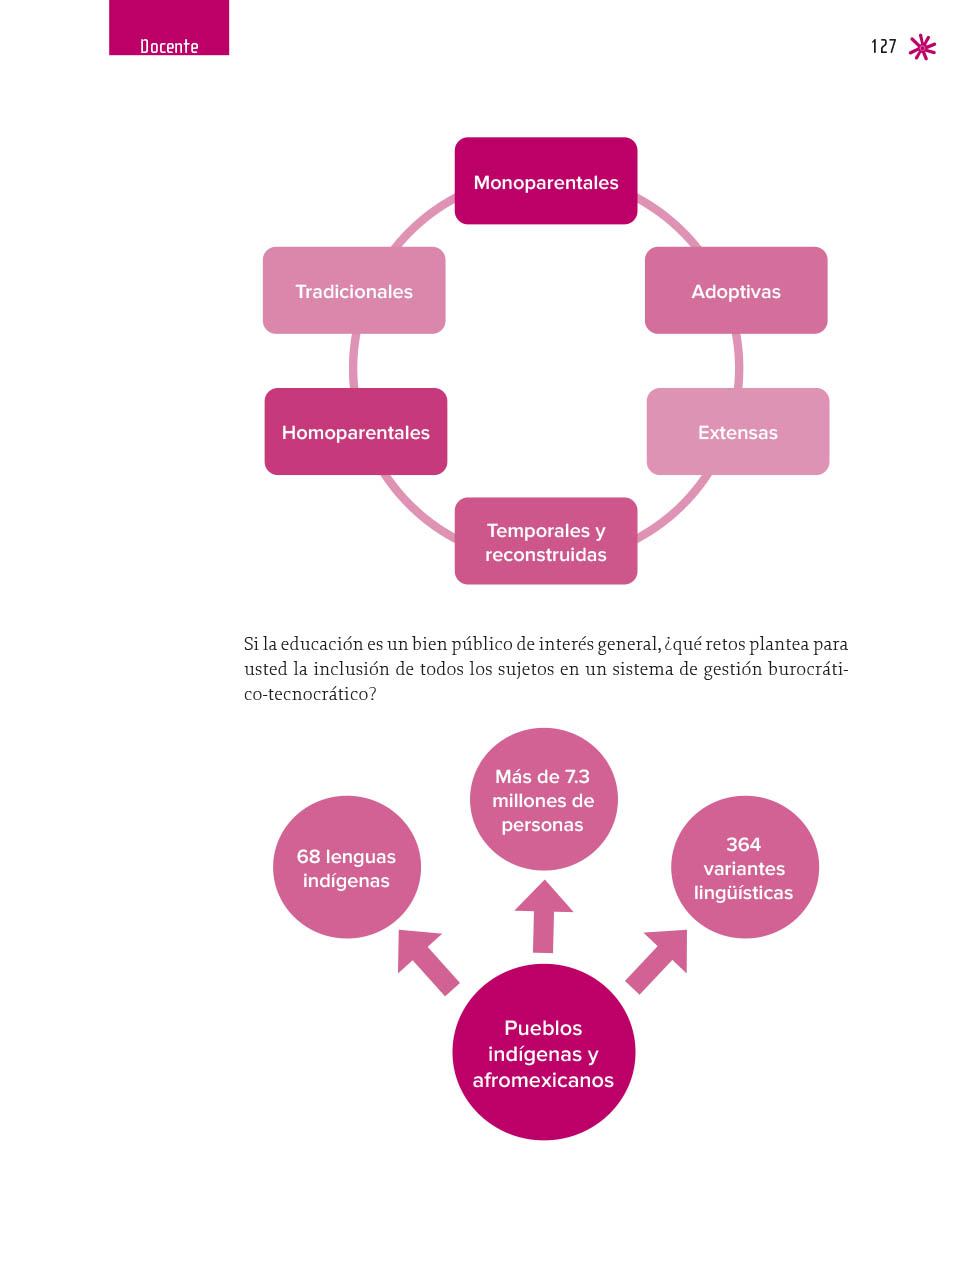 Docente
127
Monoparentales
Tradicionales
Adoptivas
Homoparentales
Extensas
Temporales y
reconstruidas
Si la educación es un bien público de interés general, ¿qué retos plantea para
usted la inclusión de todos los sujetos en un sistema de gestión burocráti-
co-tecnocrático?
Más de 7.3
millones de
personas
68 lenguas
indígenas
364
variantes
lingüísticas
Pueblos
indígenas y
afromexicanos